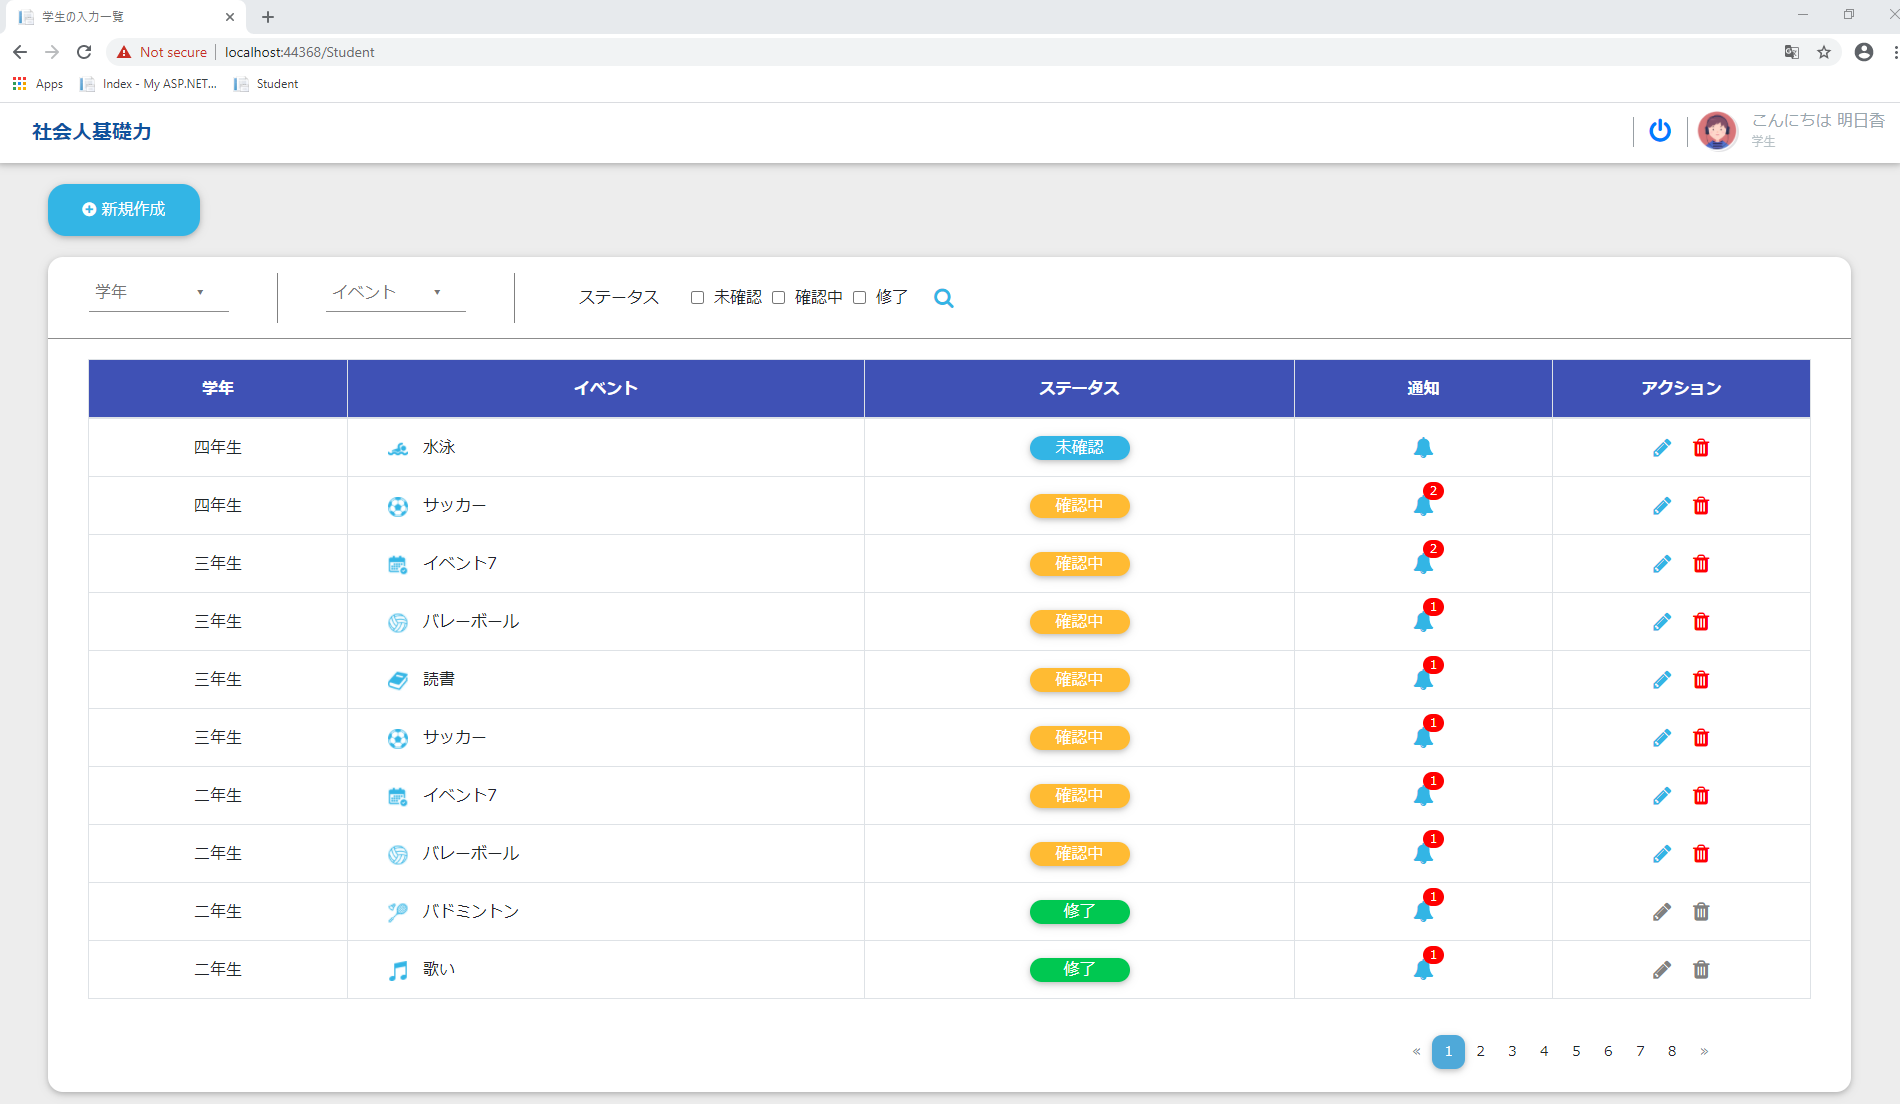 学生の入力一覧
Not secure localhost:44368/Student
Apps Index - My ASP.NET... Student
社会人基礎力
こんにちは 明日香
学生
新規作成
学年 イベント ステータス 未確認 確認中 修了
学年 イベント ステータス 通知 アクション
四年生 水泳 未確認
四年生 サッカー 確認中 2
三年生 イベント7 確認中 2
三年生 バレーボール 確認中 1
三年生 読書 確認中 1
三年生 サッカー 確認中 1
二年生 イベント7 確認中 1
二年生 バレーボール 確認中 1
二年生 バドミントン 修了 1
二年生 歌い 修了 1
« 1 2 3 4 5 6 7 8 »